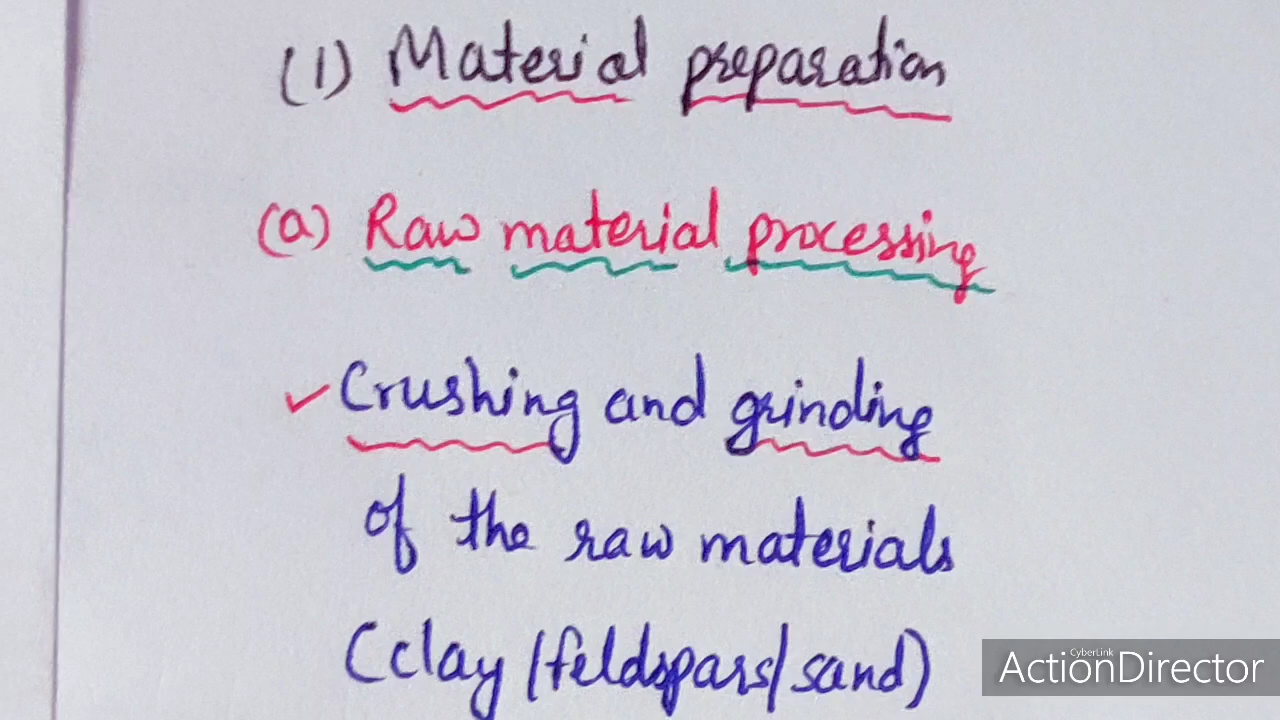 (1) Material preparation
(a) Raw material processing
✓ Crushing and grinding
of the raw materials
(clay/feldspars/sand)
CyberLink
ActionDirector